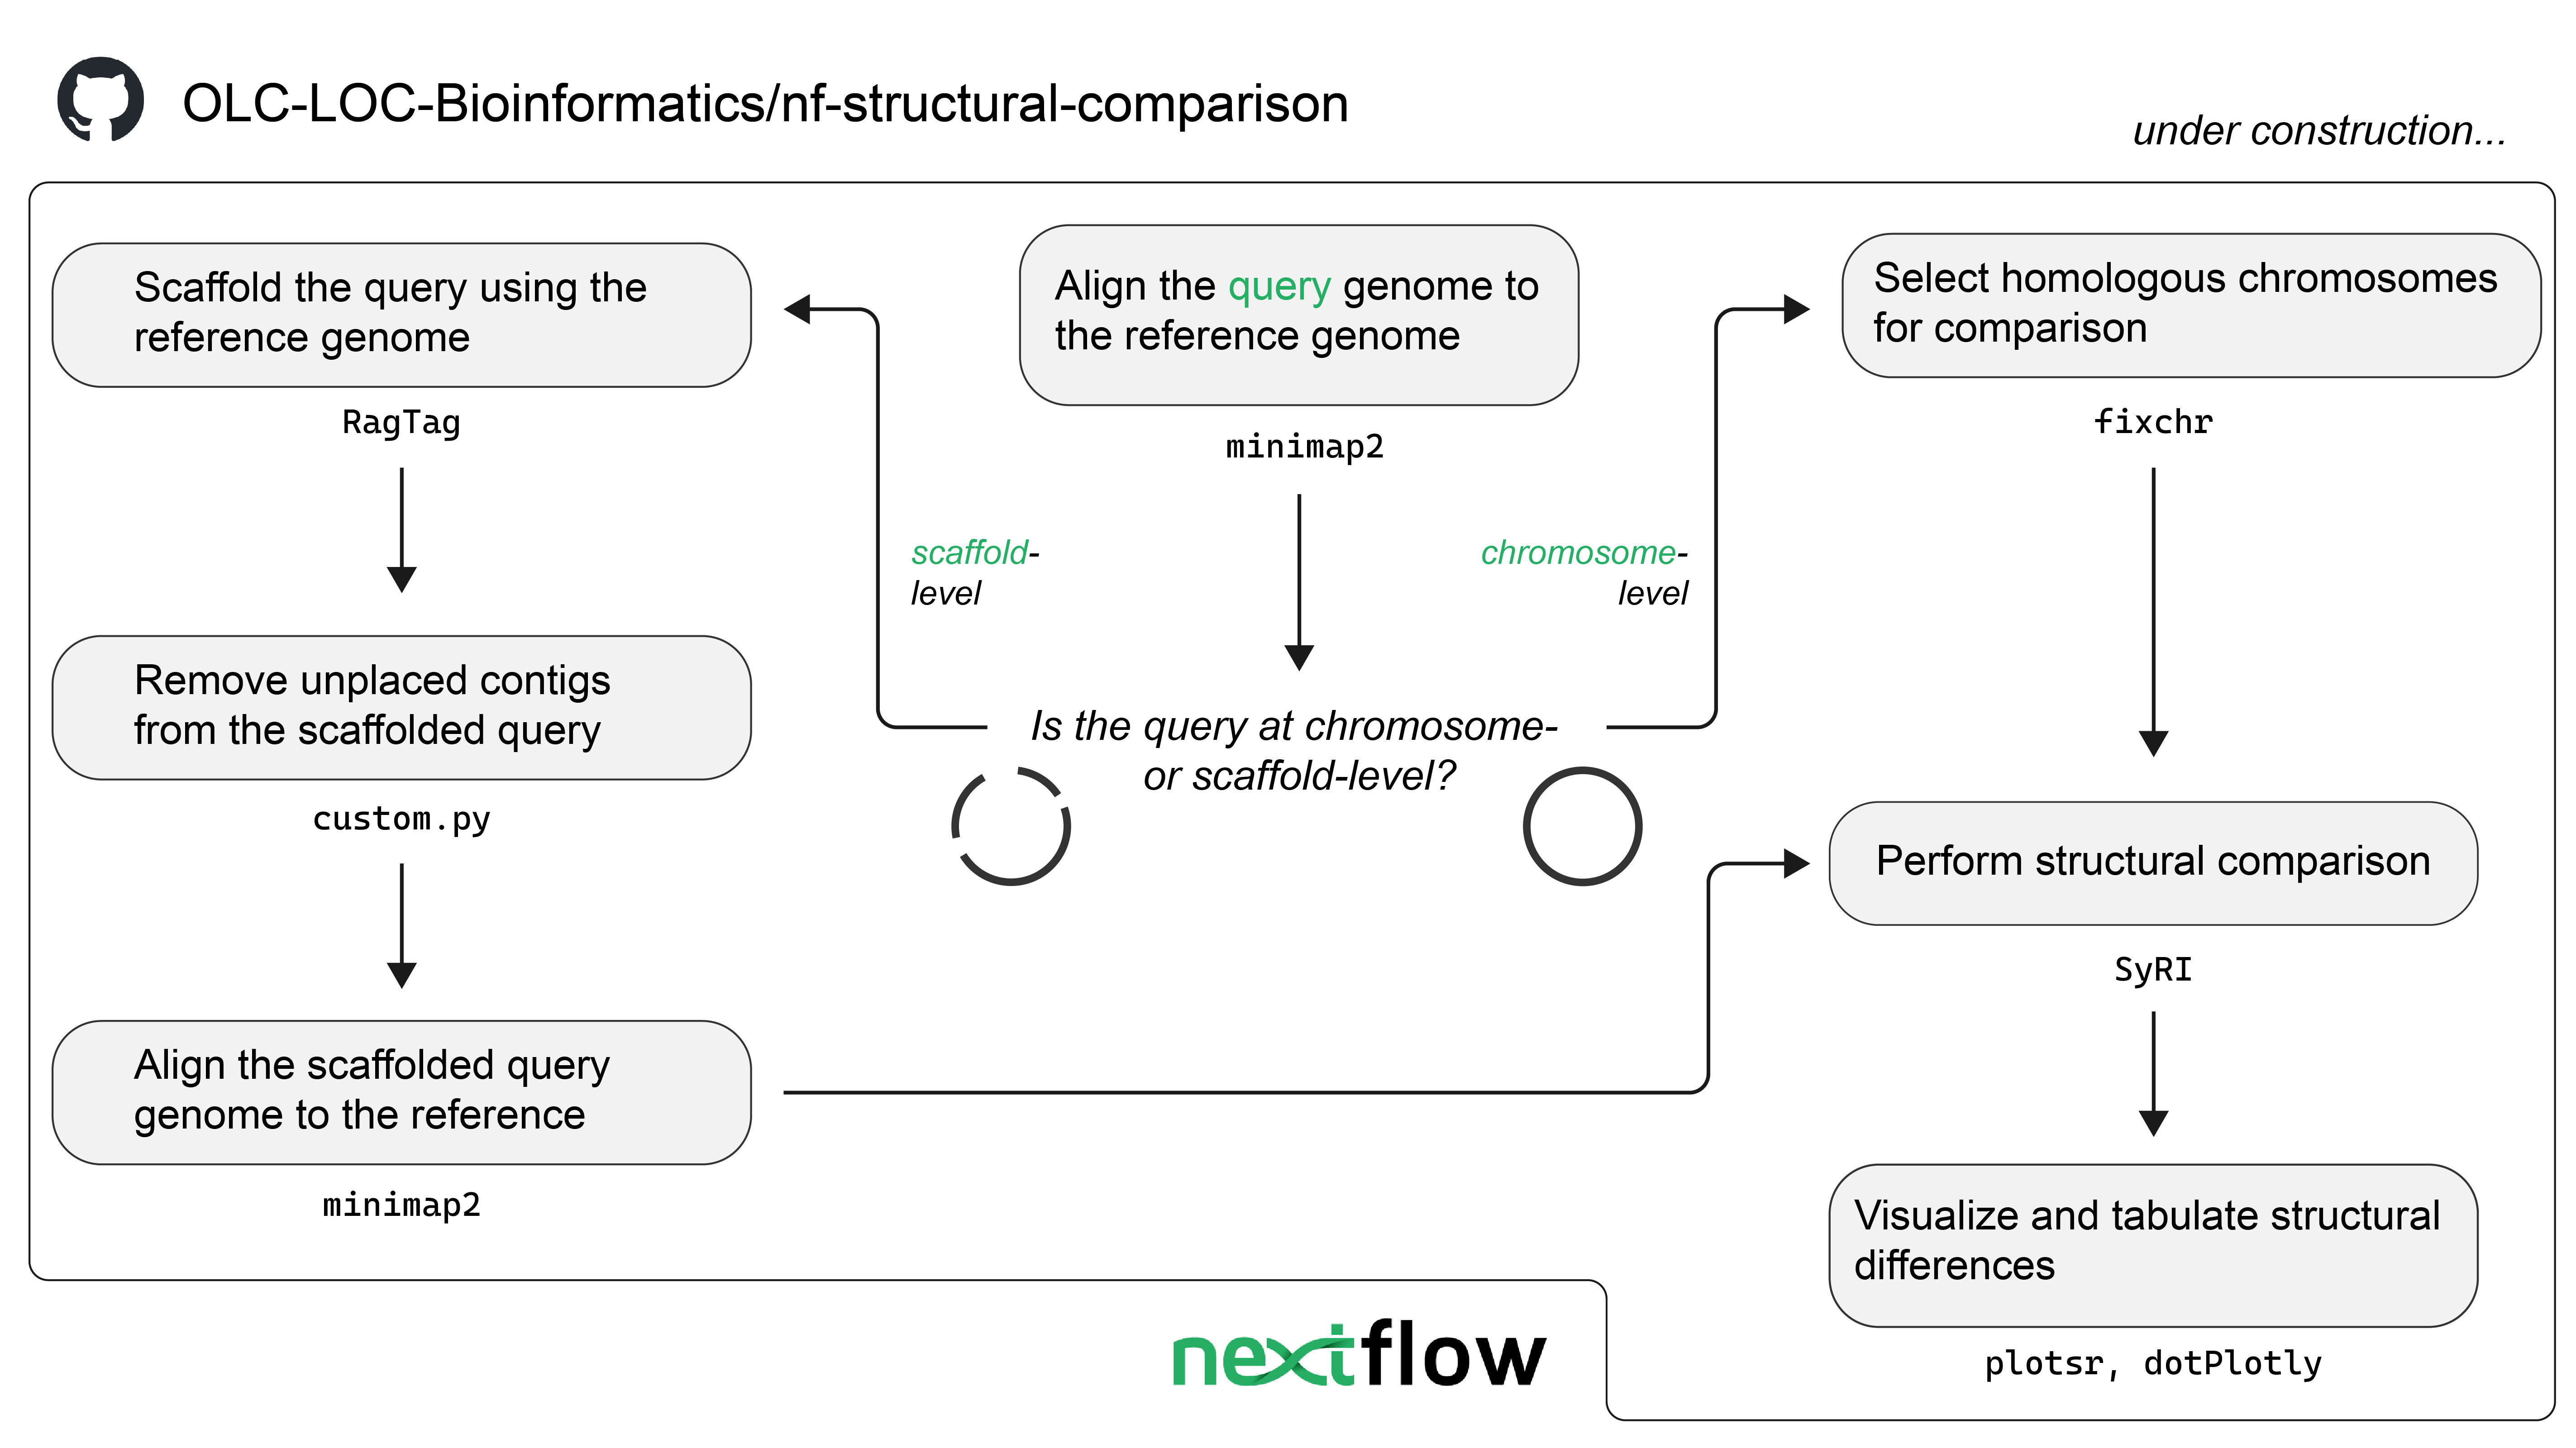 OLC-LOC-Bioinformatics/nf-structural-comparison
under construction...
Scaffold the query using the
reference genome
RagTag
Remove unplaced contigs
from the scaffolded query
custom.py
Align the scaffolded query
genome to the reference
minimap2
Align the query genome to
the reference genome
minimap2
scaffold-
level
chromosome-
level
Is the query at chromosome-
or scaffold-level?
Select homologous chromosomes
for comparison
fixchr
Perform structural comparison
SyRI
Visualize and tabulate structural
differences
plotsr, dotPlotly
nextflow